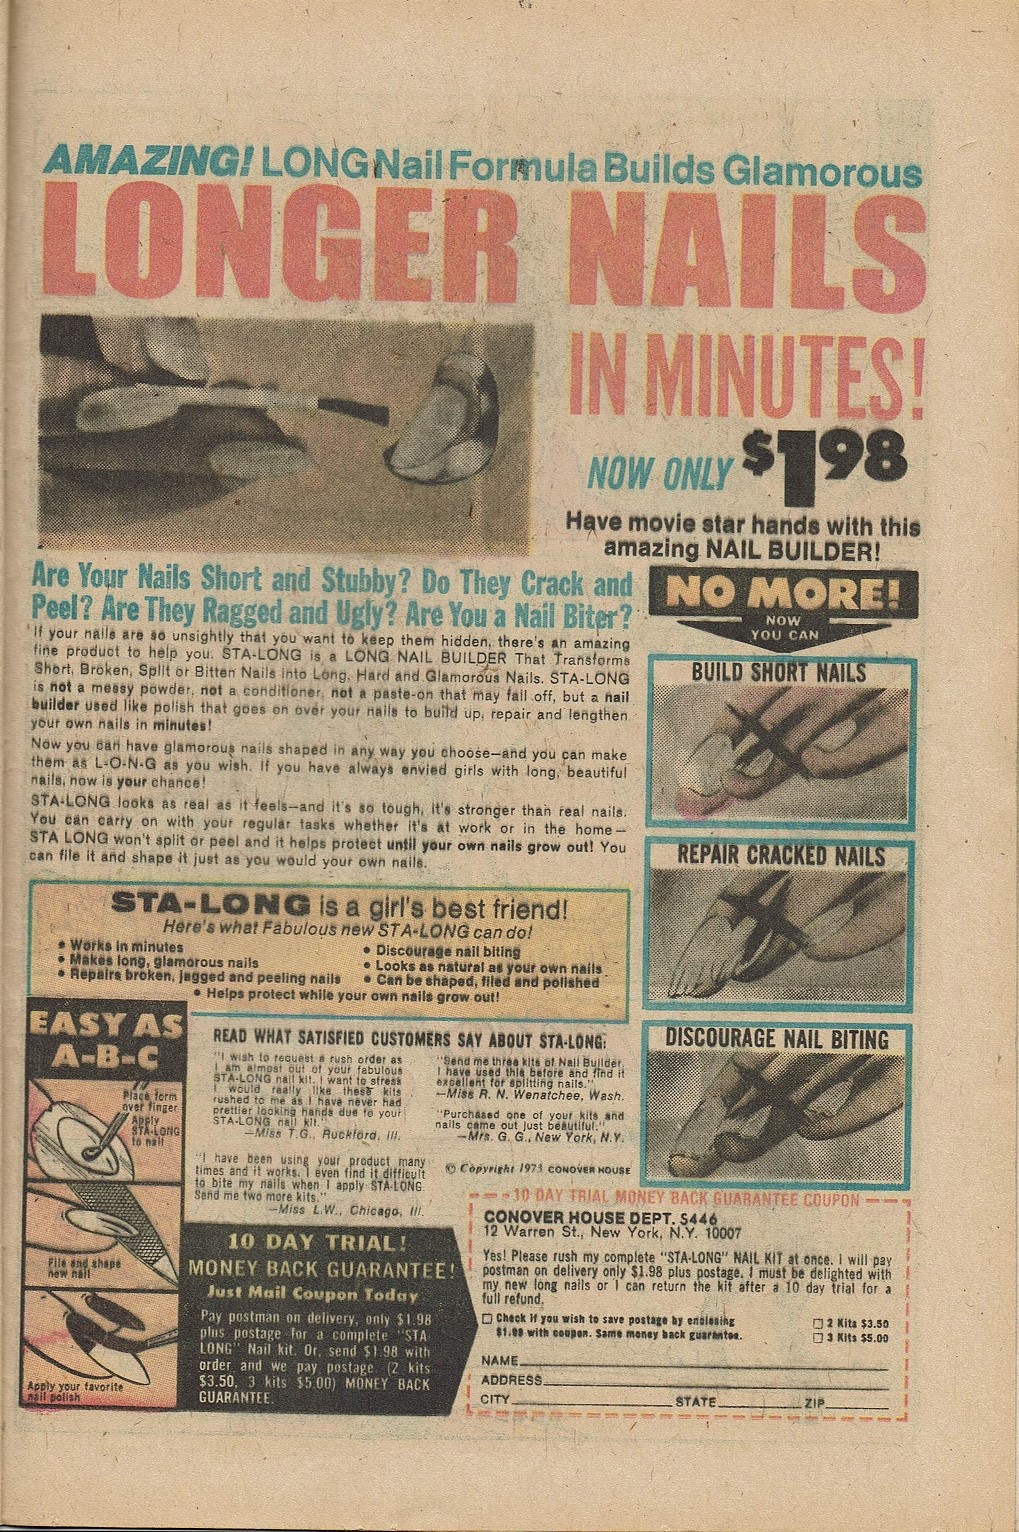 AMAZING! LONG Nail Formula Builds Glamorous
LONGER NAILS
IN MINUTES!
NOW ONLY $1.98
Have movie star hands with this
amazing NAIL BUILDER!
Are Your Nails Short and Stubby? Do They Crack and
Peel? Are They Ragged and Ugly? Are You a Nail Biter?
If your nails are so unsightly that you want to keep them hidden, there's an amazing
fine product to help you. STA-LONG is a LONG NAIL BUILDER That Transforms
Short, Broken, Split or Bitten Nails into Long, Hard and Glamorous Nails. STA-LONG
is not a messy powder, not a conditioner, not a paste-on that may fall off, but a nail
builder used like polish that goes on over your nails to build up, repair and lengthen
your own nails in minutes!
Now you can have glamorous nails shaped in any way you choose—and you can make
them as L-O-N-G as you wish. If you have always envied girls with long, beautiful
nails, now is your chance!
STA-LONG looks as real as it feels—and it's so tough, it's stronger than real nails.
You can carry on with your regular tasks whether it's at work or in the home—
STA LONG won't split or peel and it helps protect until your own nails grow out! You
can file it and shape it just as you would your own nails.
NO MORE!
NOW
YOU CAN
BUILD SHORT NAILS
REPAIR CRACKED NAILS
DISCOURAGE NAIL BITING
STA-LONG is a girl's best friend!
Here's what Fabulous new STA-LONG can do!
• Works in minutes
• Makes long, glamorous nails
• Repairs broken, jagged and peeling nails
• Discourage nail biting
• Looks as natural as your own nails
• Can be shaped, filed and polished
• Helps protect while your own nails grow out!
EASY AS
A-B-C
Place form
over finger
Apply
STA-LONG
to nail
File and shape
new nail
Apply your favorite
nail polish
READ WHAT SATISFIED CUSTOMERS SAY ABOUT STA-LONG:
"I wish to request a rush order as
I am almost out of your fabulous
STA-LONG nail kit. I want to stress
I would really like these kits
rushed to me as I have never had
prettier looking hands due to your
STA-LONG nail kit."
—Miss T.G., Rockford, Ill.
"I have been using your product many
times and it works. I even find it difficult
to bite my nails when I apply STA-LONG
Send me two more kits."
—Miss L.W., Chicago, Ill.
"Send me three kits of Nail Builder.
I have used this before and find it
excellent for splitting nails."
—Miss R. N. Wenatchee, Wash.
"Purchased one of your kits and
nails came out just beautiful."
—Mrs. G. G., New York, N.Y.
© Copyright 1973 CONOVER HOUSE
10 DAY TRIAL!
MONEY BACK GUARANTEE!
Just Mail Coupon Today
Pay postman on delivery, only $1.98
plus postage for a complete "STA
LONG" Nail kit. Or, send $1.98 with
order and we pay postage. (2 kits
$3.50, 3 kits $5.00) MONEY BACK
GUARANTEE.
10 DAY TRIAL MONEY BACK GUARANTEE COUPON
CONOVER HOUSE DEPT. S446
12 Warren St., New York, N.Y. 10007
Yes! Please rush my complete "STA-LONG" NAIL KIT at once. I will pay
postman on delivery only $1.98 plus postage. I must be delighted with
my new long nails or I can return the kit after a 10 day trial for a
full refund.
☐ Check if you wish to save postage by enclosing
$1.98 with coupon. Same money back guarantee.
☐ 2 Kits $3.50
☐ 3 Kits $5.00
NAME
ADDRESS
CITY STATE ZIP